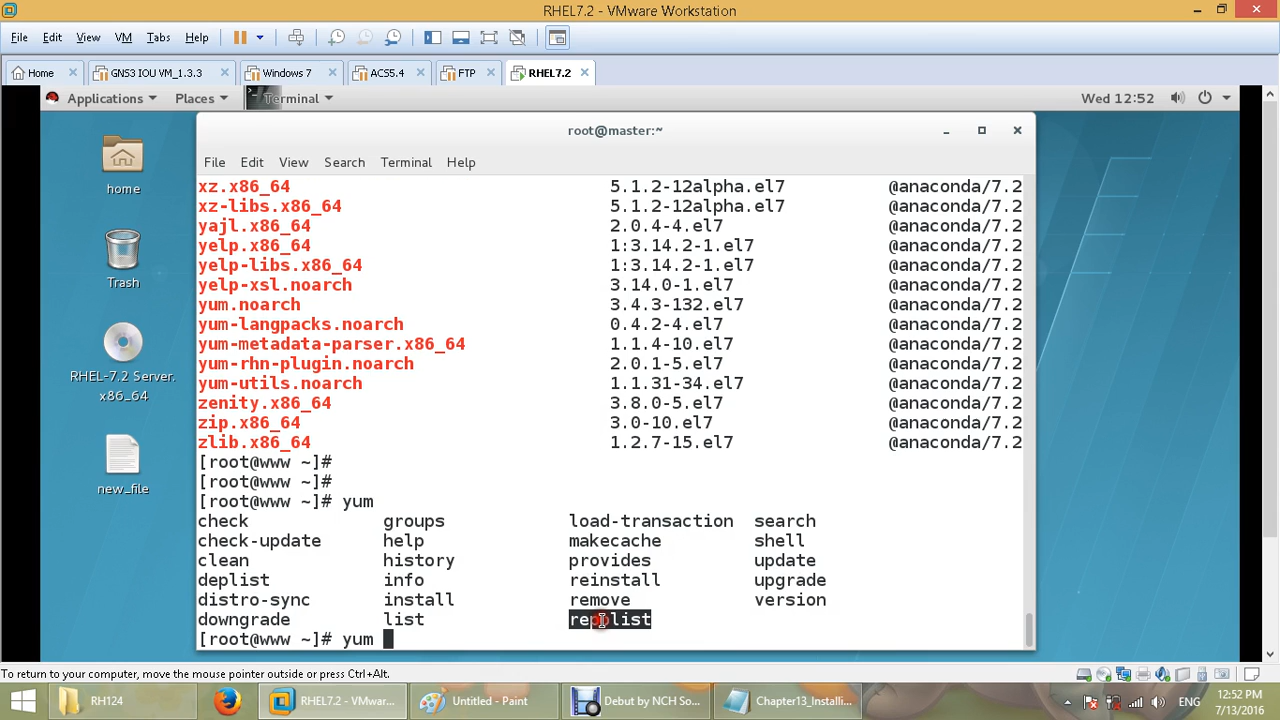 RHEL7.2 - VMware Workstation
File Edit View VM Tabs Help
Home GNS3 IOU VM_1.3.3 Windows 7 ACS5.4 FTP RHEL7.2
Applications Places Terminal Wed 12:52
root@master:~
File Edit View Search Terminal Help
home
Trash
RHEL-7.2 Server.
x86_64
new_file
xz.x86_64 5.1.2-12alpha.el7 @anaconda/7.2
xz-libs.x86_64 5.1.2-12alpha.el7 @anaconda/7.2
yajl.x86_64 2.0.4-4.el7 @anaconda/7.2
yelp.x86_64 1:3.14.2-1.el7 @anaconda/7.2
yelp-libs.x86_64 1:3.14.2-1.el7 @anaconda/7.2
yelp-xsl.noarch 3.14.0-1.el7 @anaconda/7.2
yum.noarch 3.4.3-132.el7 @anaconda/7.2
yum-langpacks.noarch 0.4.2-4.el7 @anaconda/7.2
yum-metadata-parser.x86_64 1.1.4-10.el7 @anaconda/7.2
yum-rhn-plugin.noarch 2.0.1-5.el7 @anaconda/7.2
yum-utils.noarch 1.1.31-34.el7 @anaconda/7.2
zenity.x86_64 3.8.0-5.el7 @anaconda/7.2
zip.x86_64 3.0-10.el7 @anaconda/7.2
zlib.x86_64 1.2.7-15.el7 @anaconda/7.2
[root@www ~]#
[root@www ~]#
[root@www ~]# yum
check groups load-transaction search
check-update help makecache shell
clean history provides update
deplist info reinstall upgrade
distro-sync install remove version
downgrade list repolist
[root@www ~]# yum
To return to your computer, move the mouse pointer outside or press Ctrl+Alt.
RH124 RHEL7.2 - VMware... Untitled - Paint Debut by NCH So... Chapter13_Installi... ENG 12:52 PM
7/13/2016